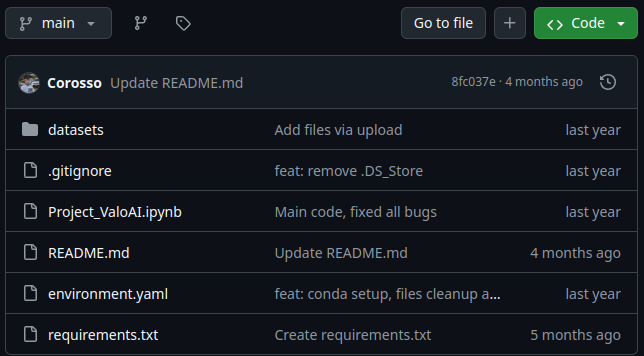 main Go to file Code
Corosso Update README.md 8fc037e · 4 months ago
datasets Add files via upload last year
.gitignore feat: remove .DS_Store last year
Project_ValoAI.ipynb Main code, fixed all bugs last year
README.md Update README.md 4 months ago
environment.yaml feat: conda setup, files cleanup a... last year
requirements.txt Create requirements.txt 5 months ago